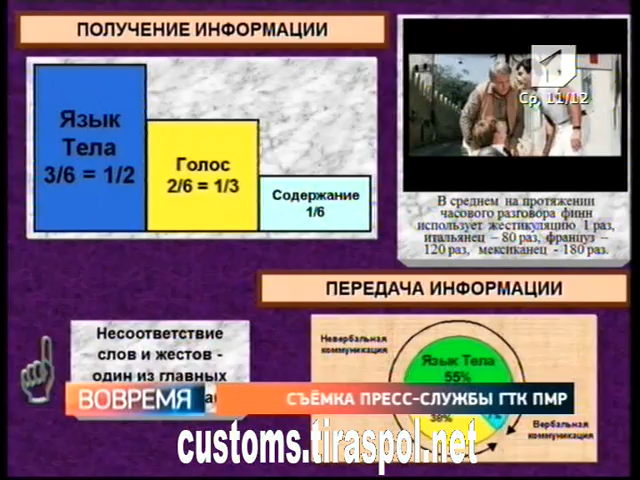 ПОЛУЧЕНИЕ ИНФОРМАЦИИ
Язык
Тела
3/6 = 1/2
Голос
2/6 = 1/3
Содержание
1/6
1
Ср, 11/12
В среднем на протяжении
часового разговора финн
использует жестикуляцию 1 раз,
итальянец – 80 раз, француз –
120 раз, мексиканец - 180 раз.
ПЕРЕДАЧА ИНФОРМАЦИИ
Несоответствие
слов и жестов -
один из главных
Невербальная
коммуникация
Язык Тела
55%
38%
7%
Вербальная
коммуникация
ВОВРЕМЯ
СЪЁМКА ПРЕСС-СЛУЖБЫ ГТК ПМР
customs.tiraspol.net